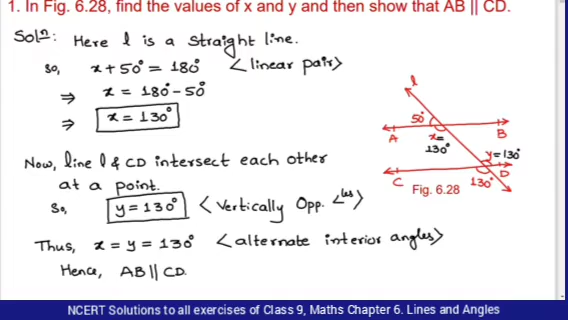 1. In Fig. 6.28, find the values of x and y and then show that AB || CD.
Solⁿ: Here l is a straight line.
So, x + 50° = 180° <linear pair>
⇒ x = 180° - 50°
⇒ x = 130°
Now, line l & CD intersect each other
at a point.
So, y = 130° <Vertically Opp. ∠les>
Thus, x = y = 130° <alternate interior angles>
Hence, AB || CD.
l
50°
A
B
x=
130°
y=130°
C
D
130°
Fig. 6.28
NCERT Solutions to all exercises of Class 9, Maths Chapter 6. Lines and Angles